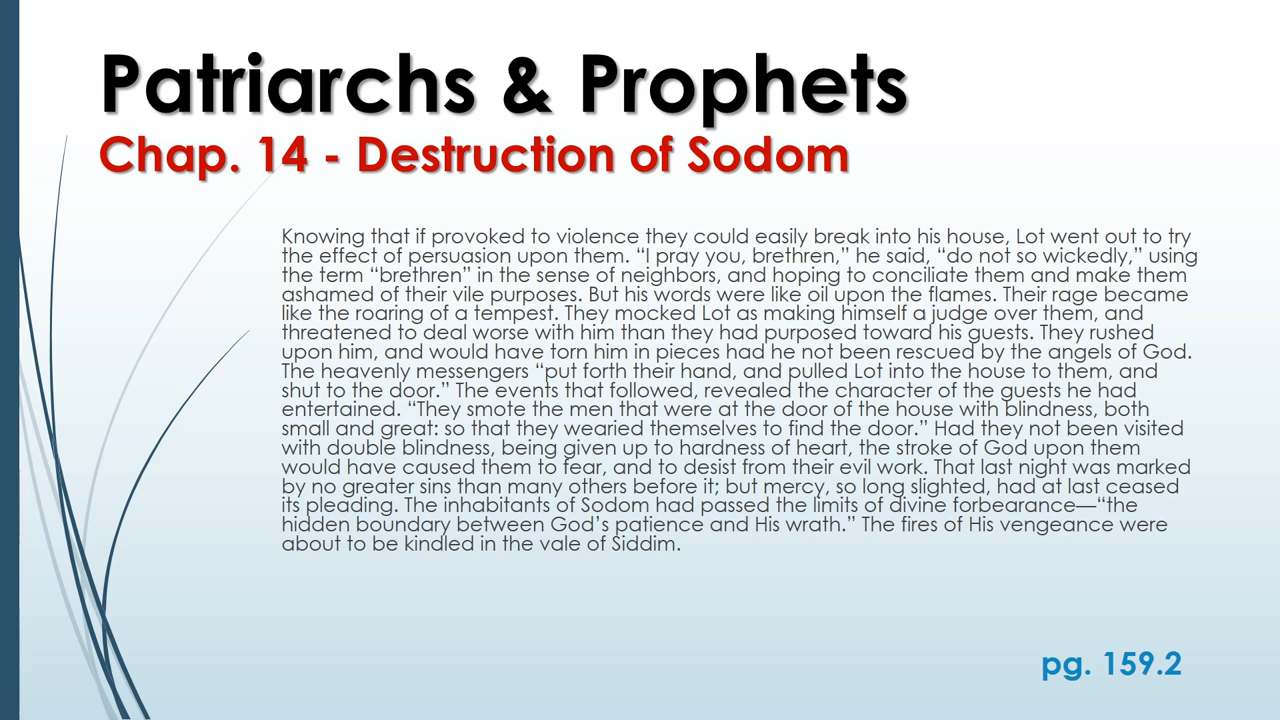 Patriarchs & Prophets
Chap. 14 - Destruction of Sodom
Knowing that if provoked to violence they could easily break into his house, Lot went out to try
the effect of persuasion upon them. “I pray you, brethren,” he said, “do not so wickedly,” using
the term “brethren” in the sense of neighbors, and hoping to conciliate them and make them
ashamed of their vile purposes. But his words were like oil upon the flames. Their rage became
like the roaring of a tempest. They mocked Lot as making himself a judge over them, and
threatened to deal worse with him than they had purposed toward his guests. They rushed
upon him, and would have torn him in pieces had he not been rescued by the angels of God.
The heavenly messengers “put forth their hand, and pulled Lot into the house to them, and
shut to the door.” The events that followed, revealed the character of the guests he had
entertained. “They smote the men that were at the door of the house with blindness, both
small and great: so that they wearied themselves to find the door.” Had they not been visited
with double blindness, being given up to hardness of heart, the stroke of God upon them
would have caused them to fear, and to desist from their evil work. That last night was marked
by no greater sins than many others before it; but mercy, so long slighted, had at last ceased
its pleading. The inhabitants of Sodom had passed the limits of divine forbearance—“the
hidden boundary between God’s patience and His wrath.” The fires of His vengeance were
about to be kindled in the vale of Siddim.
pg. 159.2